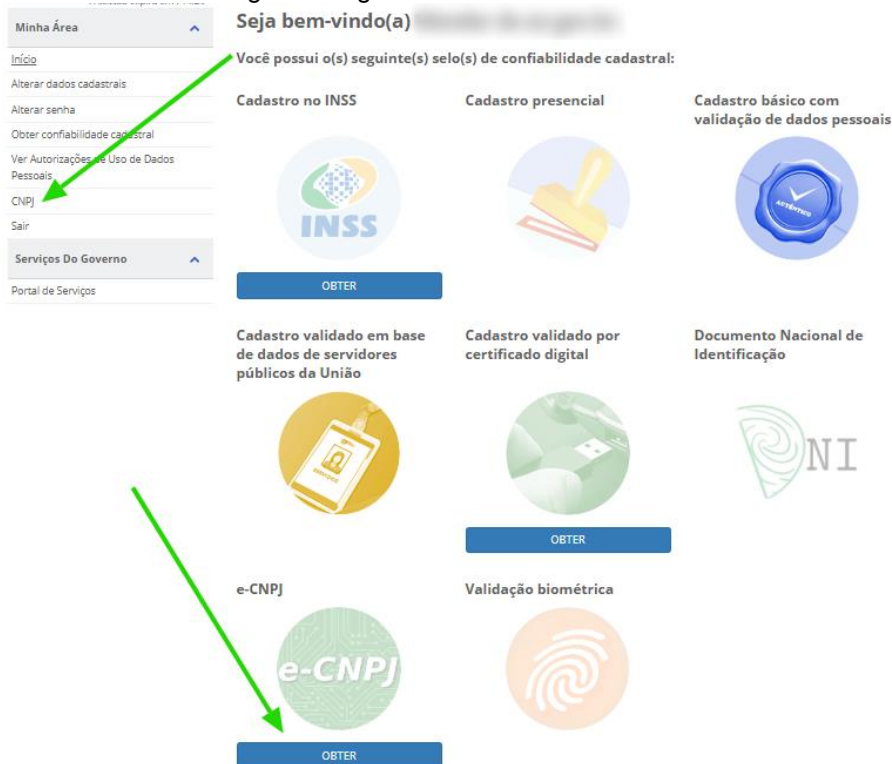 Minha Área
Início
Alterar dados cadastrais
Alterar senha
Obter confiabilidade cadastral
Ver Autorizações de Uso de Dados
Pessoais
CNPJ
Sair
Serviços Do Governo
Portal de Serviços
Seja bem-vindo(a)
Você possui o(s) seguinte(s) selo(s) de confiabilidade cadastral:
Cadastro no INSS
INSS
OBTER
Cadastro presencial
Cadastro básico com
validação de dados pessoais
AUTÊNTICO
Cadastro validado em base
de dados de servidores
públicos da União
SERVIDOR
Cadastro validado por
certificado digital
OBTER
Documento Nacional de
Identificação
DNI
e-CNPJ
e-CNPJ
OBTER
Validação biométrica